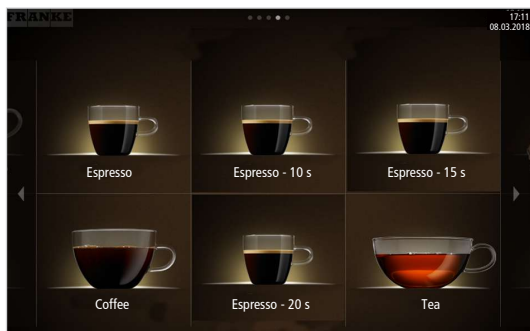 FRANKE
17:11
08.03.2018
Espresso
Espresso - 10 s
Espresso - 15 s
Coffee
Espresso - 20 s
Tea